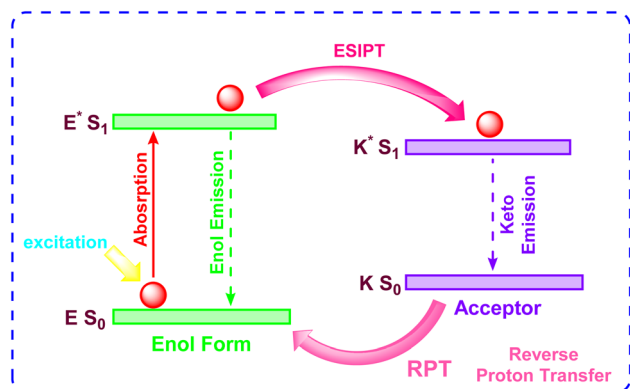 ESIPT
E* S1
K* S1
Abosrption
Enol Emission
Keto
Emission
excitation
E S0
K S0
Enol Form
Acceptor
RPT
Reverse
Proton Transfer